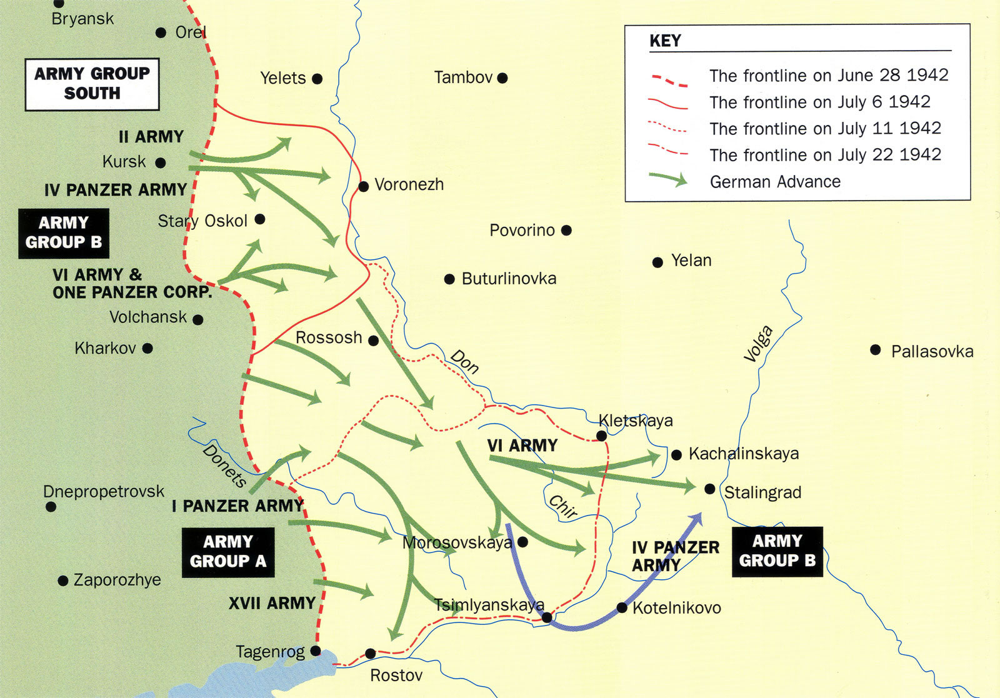 Bryansk
Orel
ARMY GROUP
SOUTH
Yelets
Tambov
KEY
The frontline on June 28 1942
The frontline on July 6 1942
The frontline on July 11 1942
The frontline on July 22 1942
German Advance
II ARMY
Kursk
IV PANZER ARMY
Voronezh
ARMY
GROUP B
Stary Oskol
Povorino
Yelan
VI ARMY &
ONE PANZER CORP.
Buturlinovka
Volchansk
Kharkov
Rossosh
Don
Volga
Pallasovka
Kletskaya
VI ARMY
Kachalinskaya
Donets
Dnepropetrovsk
I PANZER ARMY
Stalingrad
Chir
ARMY
GROUP A
Morosovskaya
IV PANZER
ARMY
ARMY
GROUP B
Zaporozhye
XVII ARMY
Tsimlyanskaya
Kotelnikovo
Tagenrog
Rostov